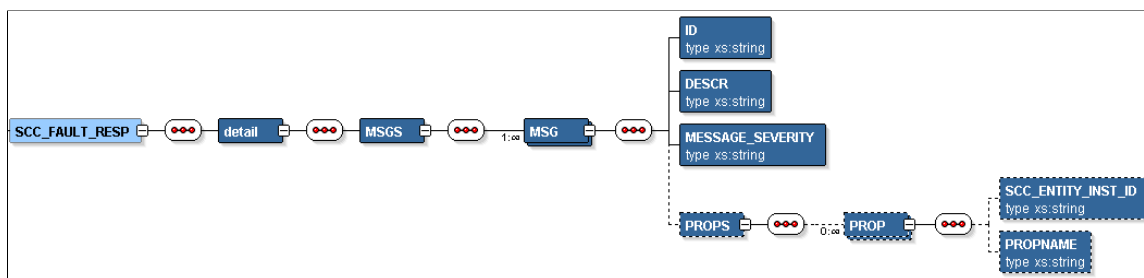 ID
type xs:string
DESCR
type xs:string
SCC_FAULT_RESP
detail
MSGS
1:∞
MSG
MESSAGE_SEVERITY
type xs:string
PROPS
0:∞
PROP
SCC_ENTITY_INST_ID
type xs:string
PROPNAME
type xs:string